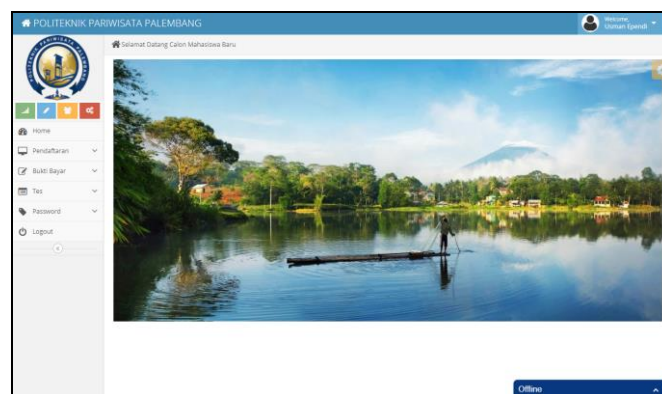 POLITEKNIK PARIWISATA PALEMBANG
Welcome,
Usman Ependi
Selamat Datang Calon Mahasiswa Baru
Home
Pendaftaran
Bukti Bayar
Tes
Password
Logout
Offline